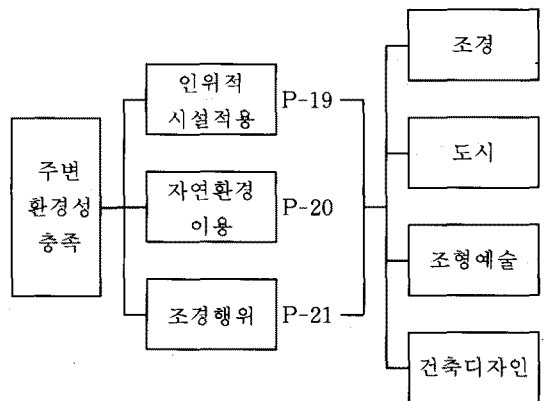 주변
환경성
충족
인위적
시설적용
P-19
자연환경
이용
P-20
조경행위
P-21
조경
도시
조형예술
건축디자인